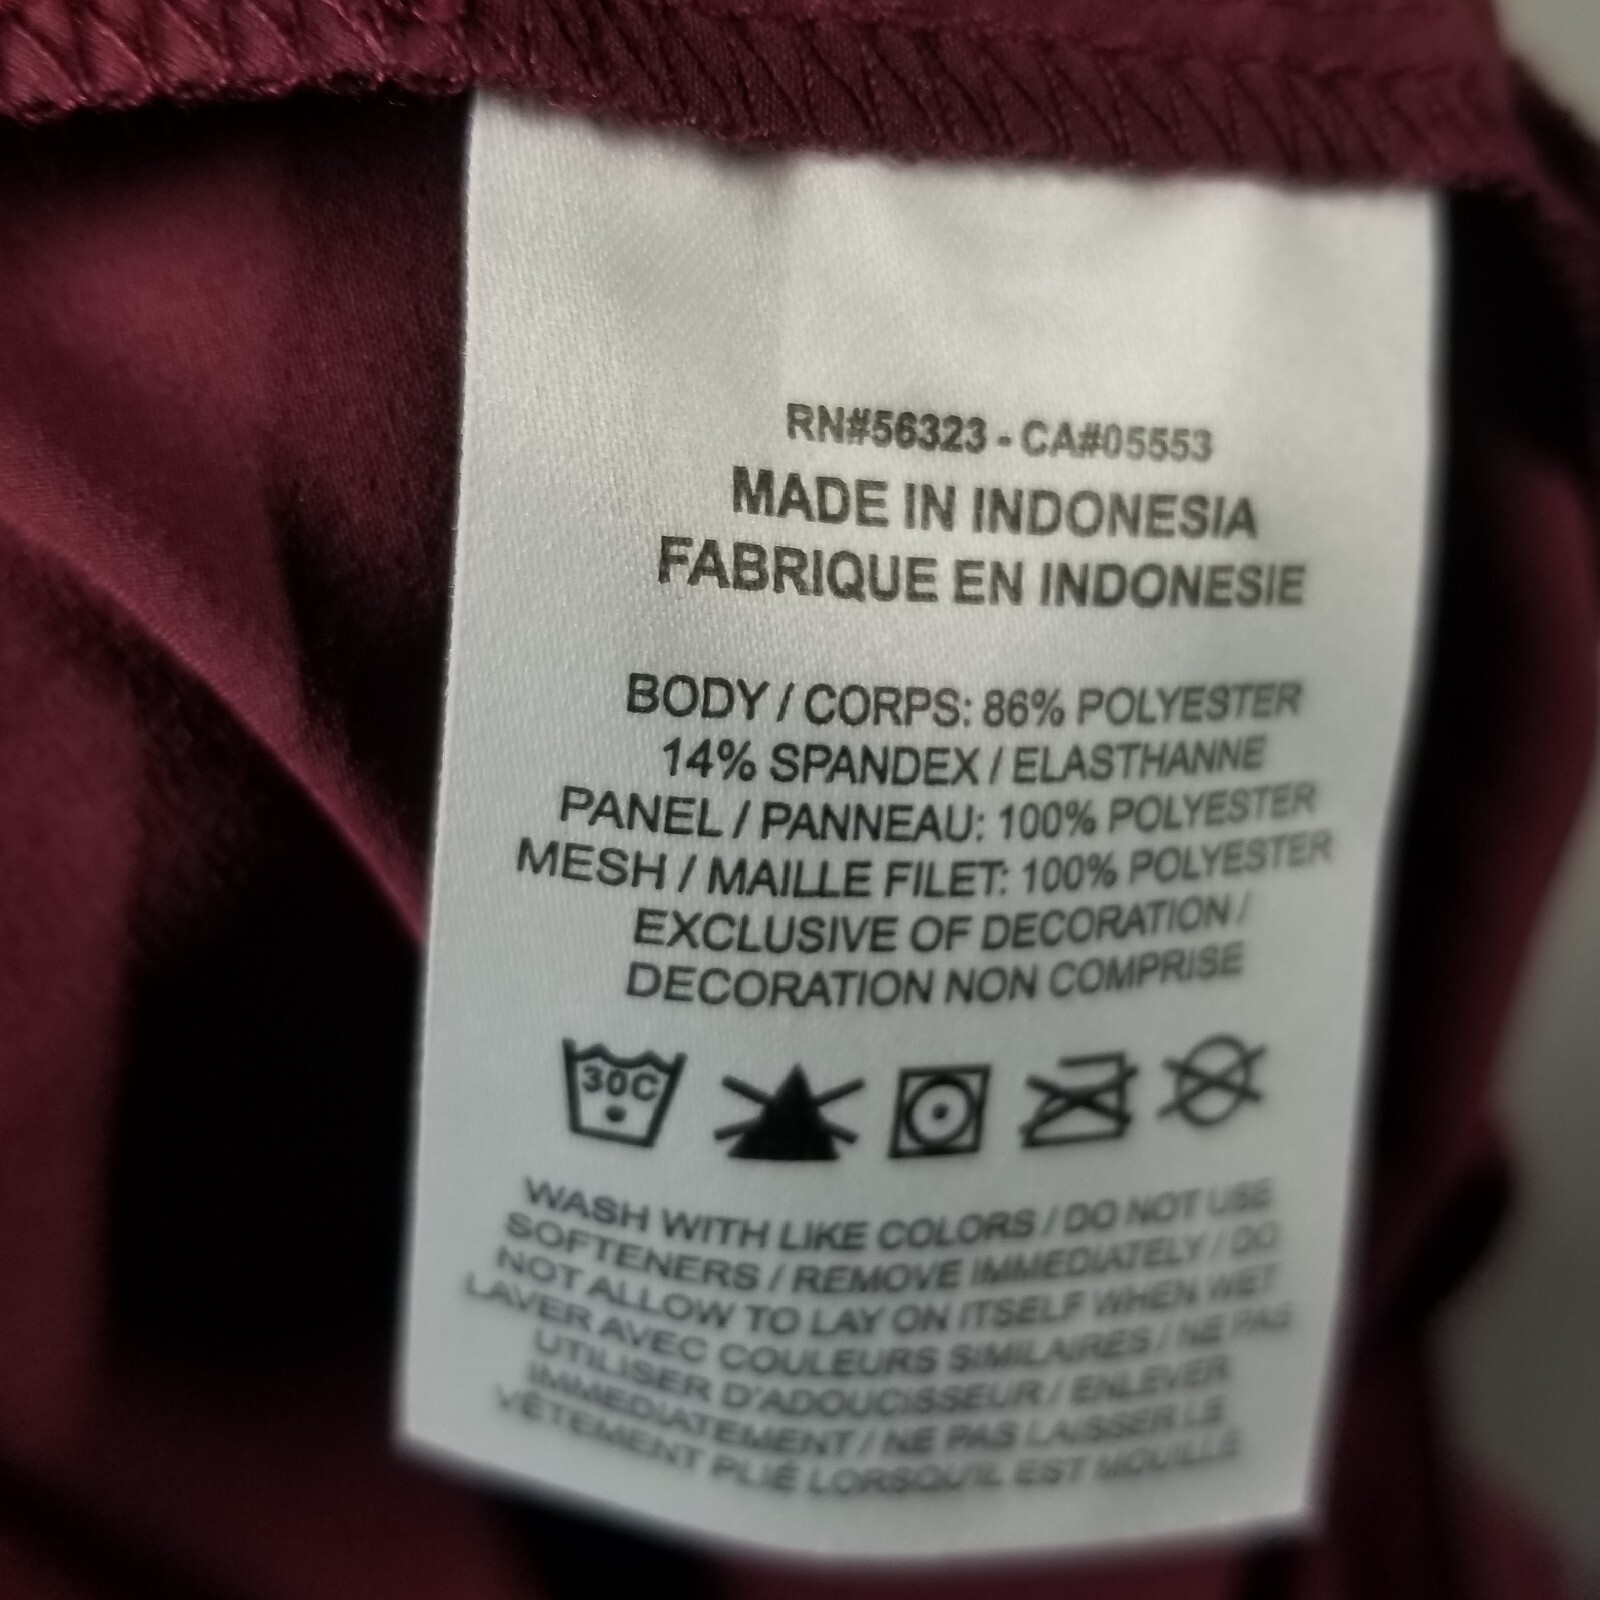 RN#56323 - CA#05553
MADE IN INDONESIA
FABRIQUE EN INDONESIE
BODY / CORPS: 86% POLYESTER
14% SPANDEX / ELASTHANNE
PANEL / PANNEAU: 100% POLYESTER
MESH / MAILLE FILET: 100% POLYESTER
EXCLUSIVE OF DECORATION /
DECORATION NON COMPRISE
30C
WASH WITH LIKE COLORS / DO NOT USE
SOFTENERS / REMOVE IMMEDIATELY / DO
NOT ALLOW TO LAY ON ITSELF WHEN WET
LAVER AVEC COULEURS SIMILAIRES / NE PAS
UTILISER D'ADOUCISSEUR / ENLEVER
IMMEDIATEMENT / NE PAS LAISSER LE
VÊTEMENT PLIÉ LORSQU'IL EST MOUILLÉ